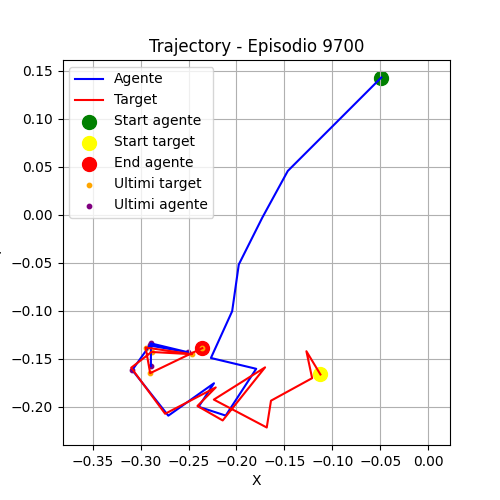 Trajectory - Episodio 9700
Agente
Target
Start agente
Start target
End agente
Ultimi target
Ultimi agente
0.15
0.10
0.05
0.00
−0.05
−0.10
−0.15
−0.20
−0.35
−0.30
−0.25
−0.20
−0.15
−0.10
−0.05
0.00
X